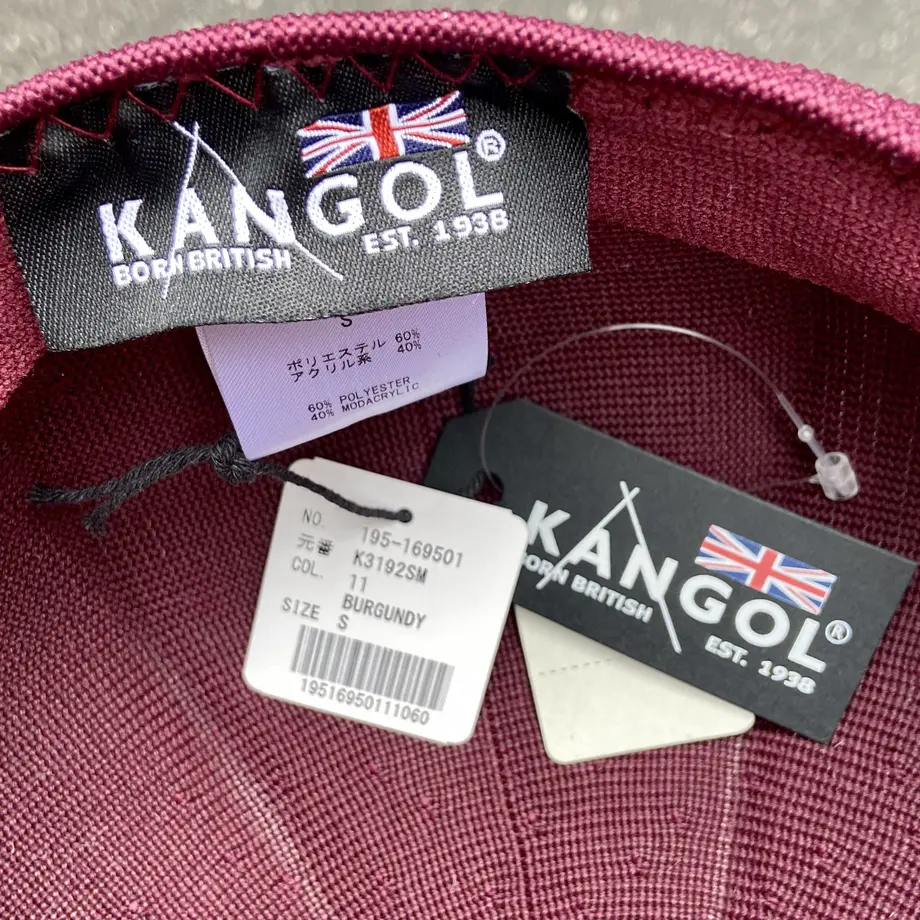 KANGOL®
BORN BRITISH
EST. 1938
S
ポリエステル 60%
アクリル系 40%
60% POLYESTER
40% MODACRYLIC
NO. 195-169501
元番 K3192SM
COL. 11
BURGUNDY
SIZE S
19516950111060
KANGOL®
BORN BRITISH
EST. 1938